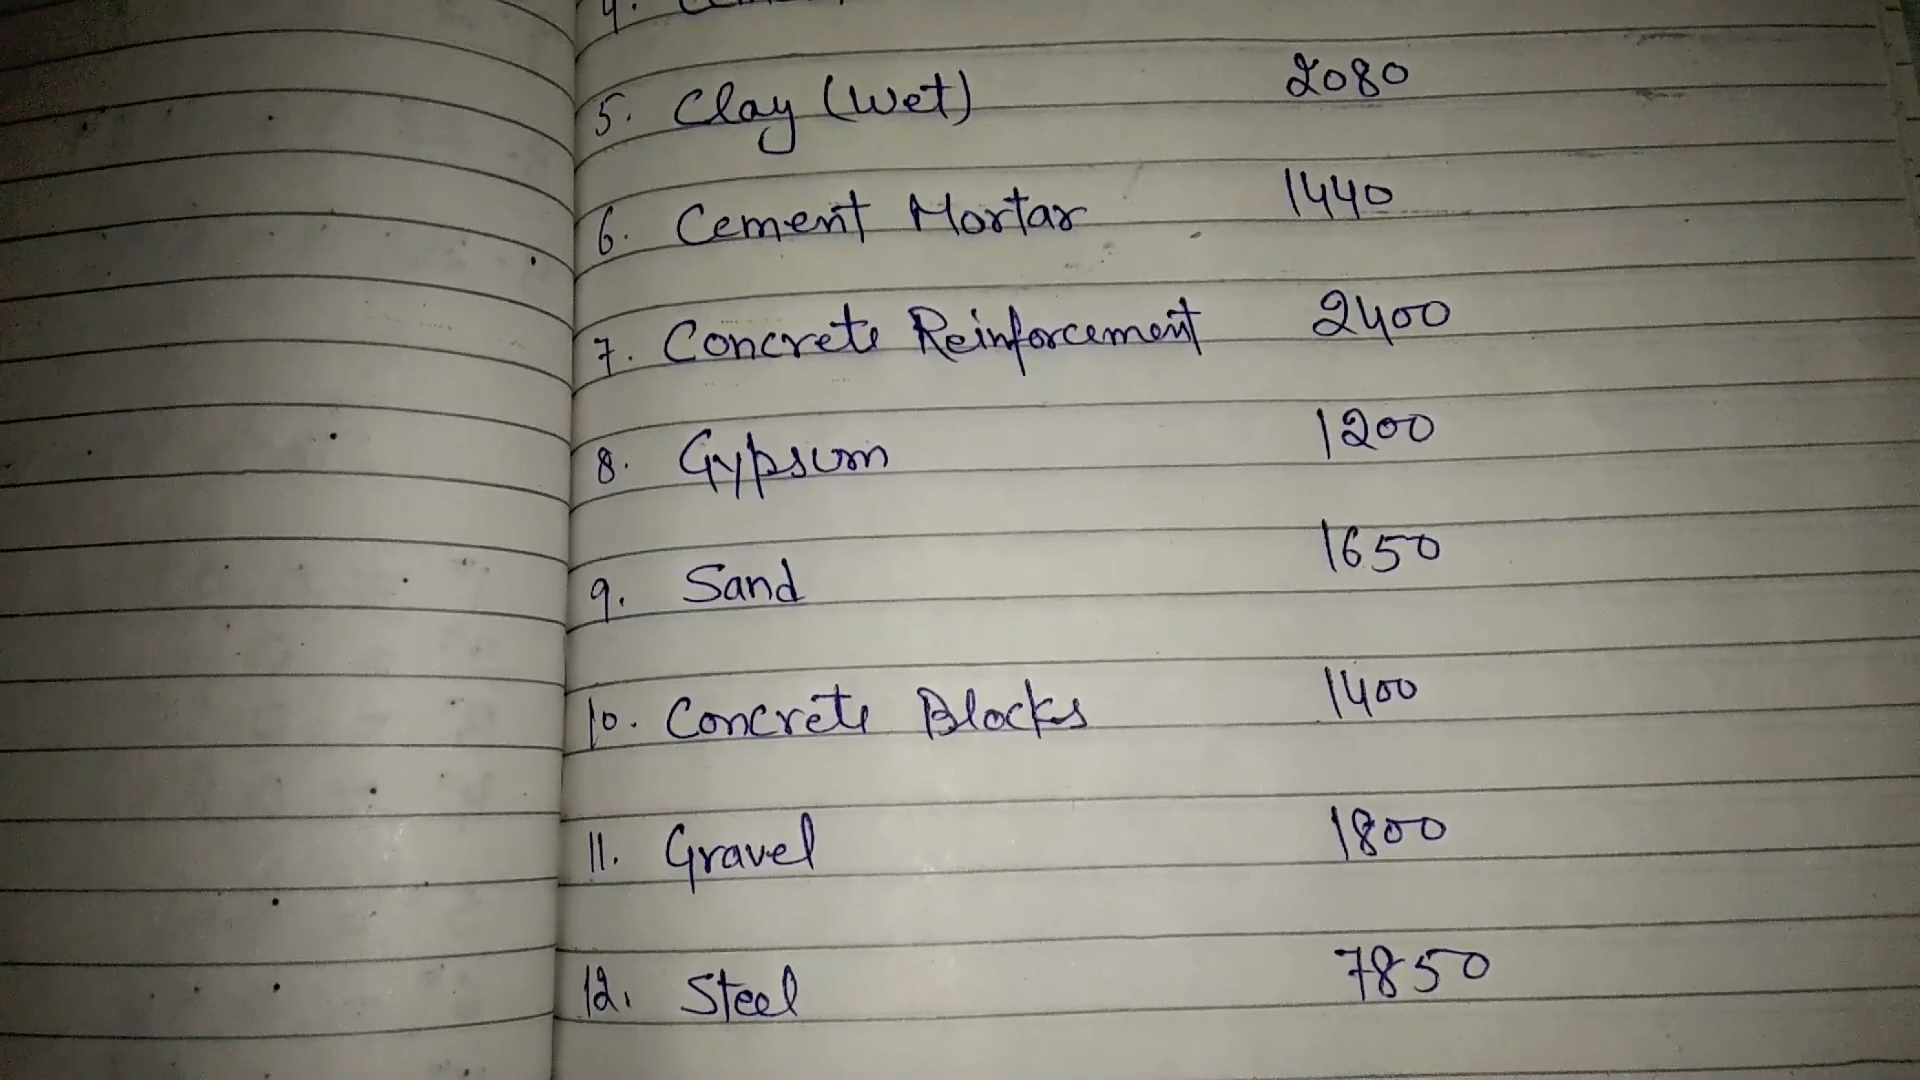 4.
5. Clay (Wet) 2080
6. Cement Mortar 1440
7. Concrete Reinforcement 2400
8. Gypsum 1200
9. Sand 1650
10. Concrete Blocks 1400
11. Gravel 1800
12. Steel 7850